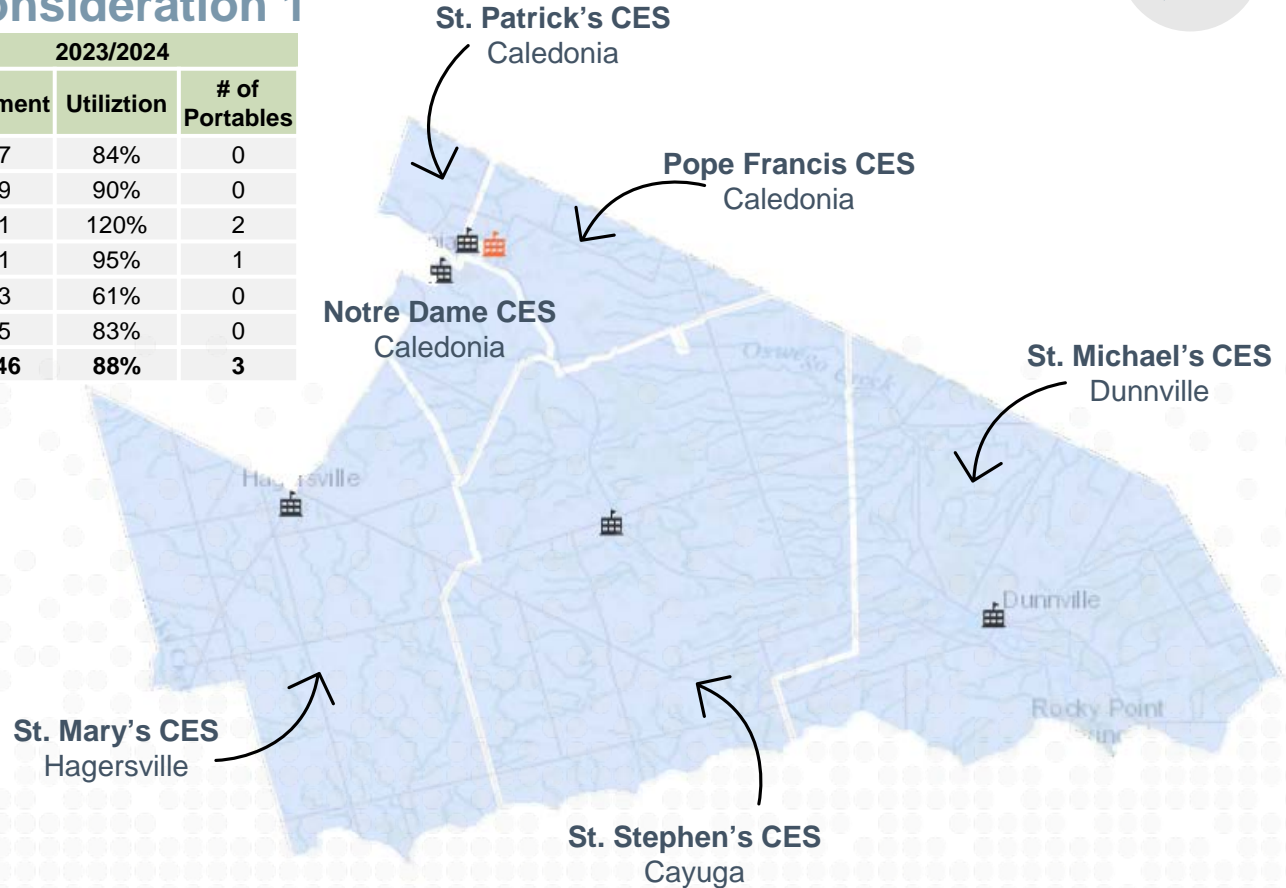 onsideration 1
2023/2024
ment Utiliztion # of Portables
7 84% 0
9 90% 0
1 120% 2
1 95% 1
3 61% 0
5 83% 0
46 88% 3
St. Patrick's CES
Caledonia
Pope Francis CES
Caledonia
Notre Dame CES
Caledonia
Oswego Creek
St. Michael's CES
Dunnville
Dunnville
Rocky Point
St. Mary's CES
Hagersville
St. Stephen's CES
Cayuga